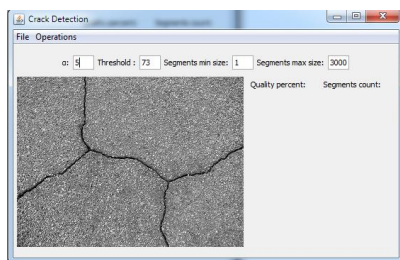 Crack Detection
File Operations
α: 5 Threshold : 73 Segments min size: 1 Segments max size: 3000
Quality percent: Segments count: